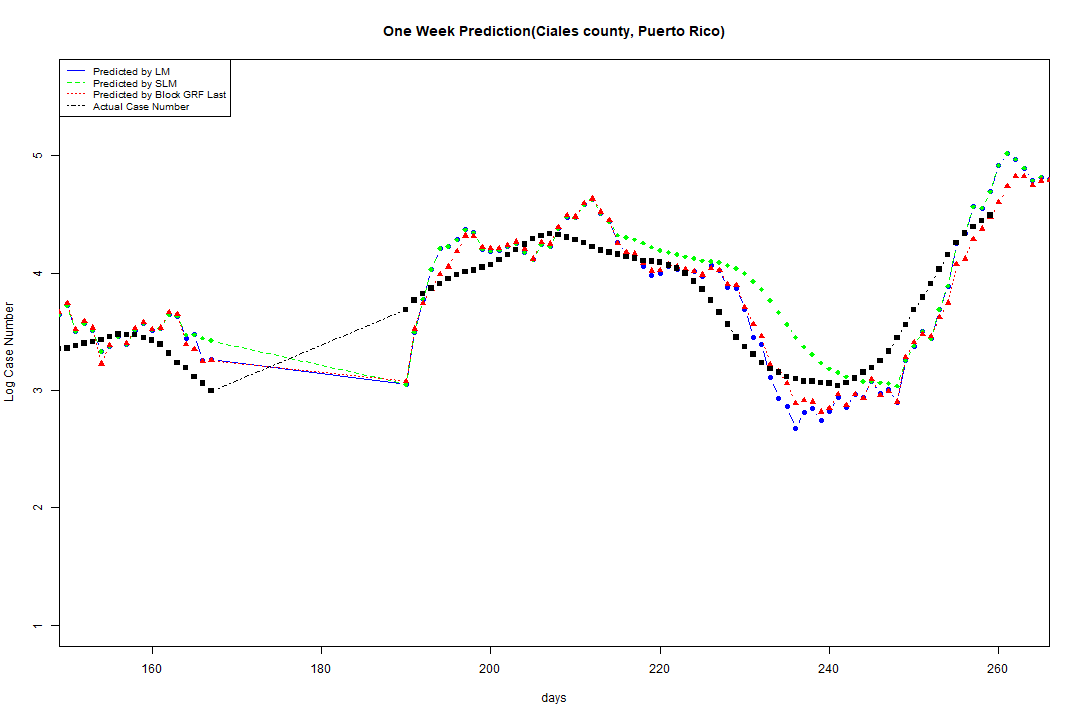 One Week Prediction(Ciales county, Puerto Rico)
Predicted by LM
Predicted by SLM
Predicted by Block GRF Last
Actual Case Number
5
4
3
2
1
Log Case Number
160 180 200 220 240 260
days